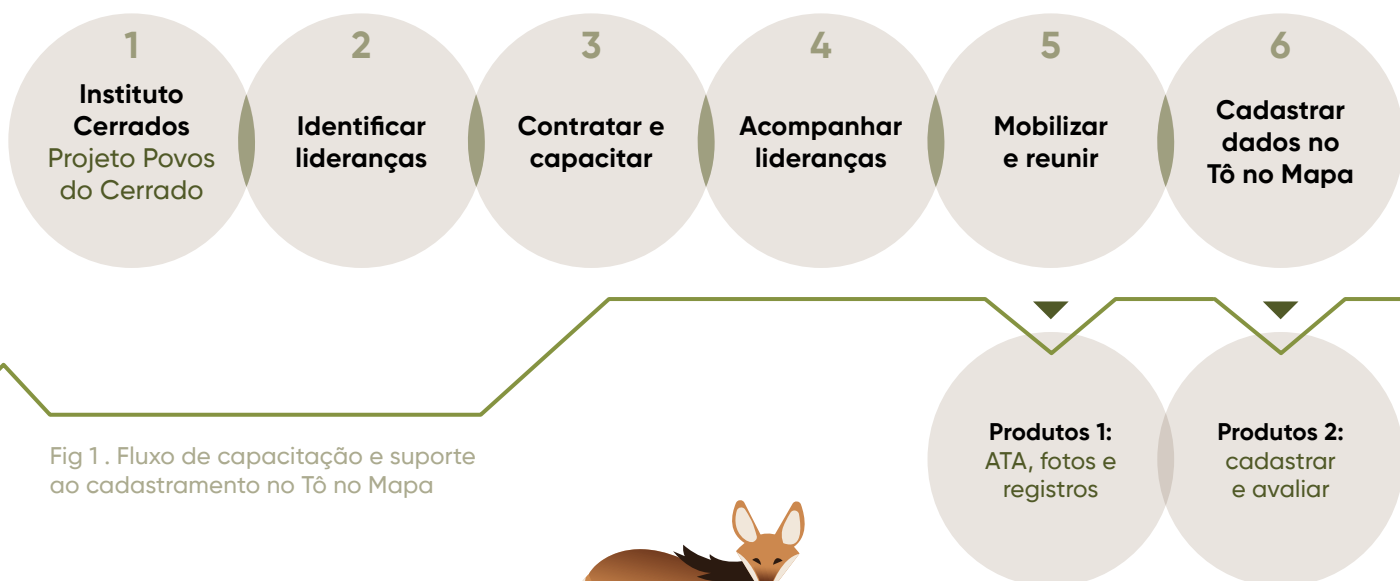 1
Instituto
Cerrados
Projeto Povos
do Cerrado
2
Identificar
lideranças
3
Contratar e
capacitar
4
Acompanhar
lideranças
5
Mobilizar
e reunir
6
Cadastrar
dados no
Tô no Mapa
Produtos 1:
ATA, fotos e
registros
Produtos 2:
cadastrar
e avaliar
Fig 1 . Fluxo de capacitação e suporte
ao cadastramento no Tô no Mapa